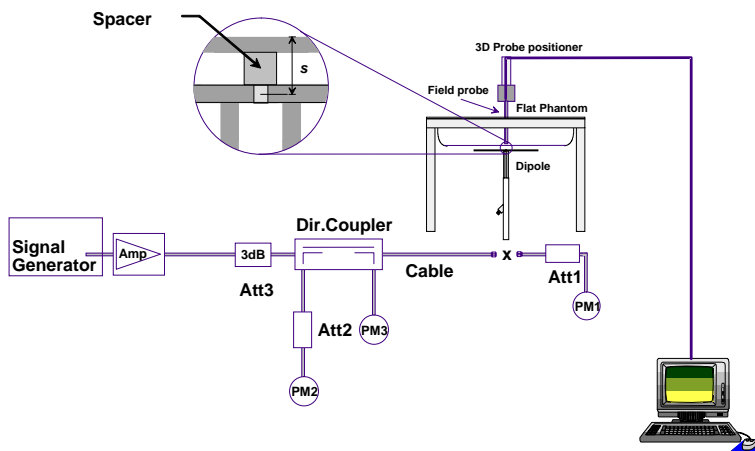 Spacer
s
3D Probe positioner
Field probe
Flat Phantom
Dipole
Dir.Coupler
Signal
Generator
Amp
3dB
Cable
x
Att3
Att1
Att2
PM3
PM1
PM2